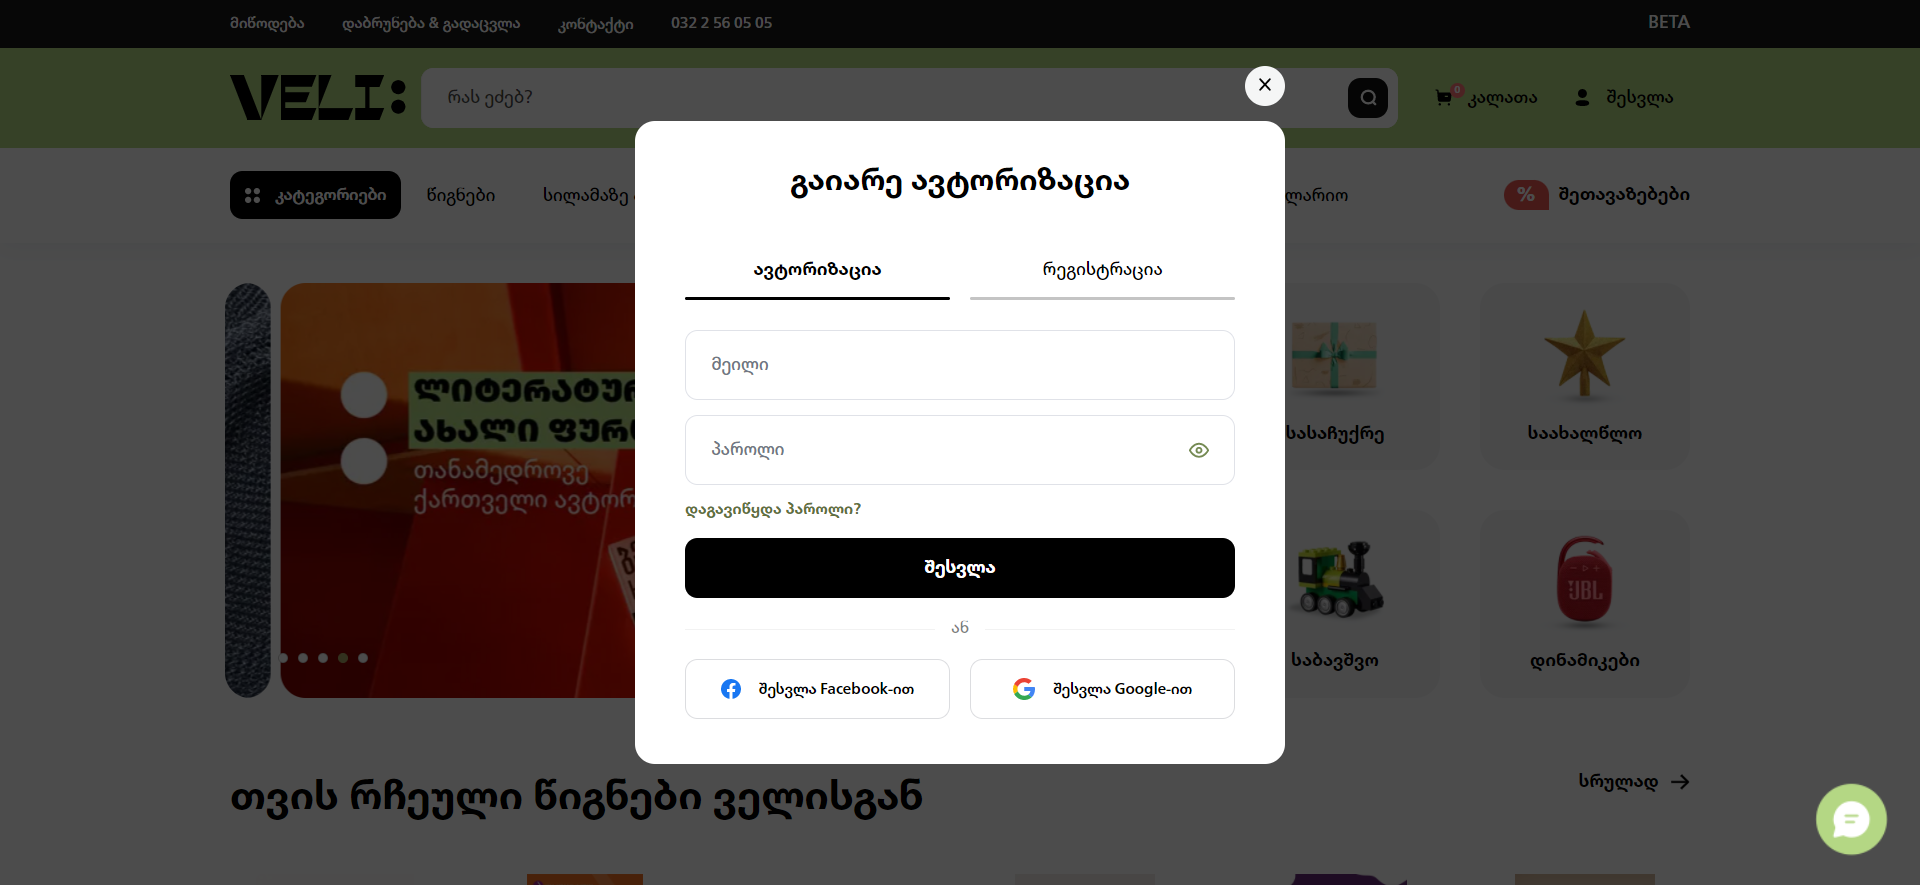 მიწოდება დაბრუნება & გადაცვლა კონტაქტი 032 2 56 05 05 BETA
VELI:
რას ეძებ?
0 კალათა შესვლა
გაიარე ავტორიზაცია
კატეგორიები წიგნები სილამაზე ლარიო % შეთავაზებები
ავტორიზაცია რეგისტრაცია
მეილი
ლიტერატურ
ახალი ფურ
თანამედროვე
ქართველი ავტორ
პაროლი
დაგავიწყდა პაროლი?
შესვლა
ან
შესვლა Facebook-ით შესვლა Google-ით
სასაჩუქრე საახალწლო
JBL
საბავშვო დინამიკები
თვის რჩეული წიგნები ველისგან სრულად